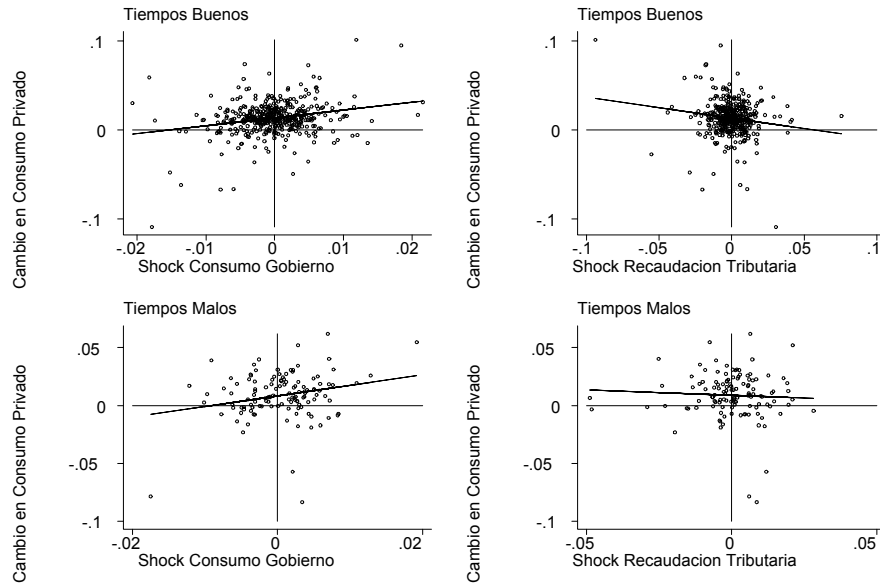 Tiempos Buenos
Cambio en Consumo Privado
.1
0
-.1
-.02
-.01
0
.01
.02
Shock Consumo Gobierno
Tiempos Buenos
Cambio en Consumo Privado
.1
0
-.1
-.1
-.05
0
.05
.1
Shock Recaudacion Tributaria
Tiempos Malos
Cambio en Consumo Privado
.05
0
-.05
-.1
-.02
0
.02
Shock Consumo Gobierno
Tiempos Malos
Cambio en Consumo Privado
.05
0
-.05
-.1
-.05
0
.05
Shock Recaudacion Tributaria